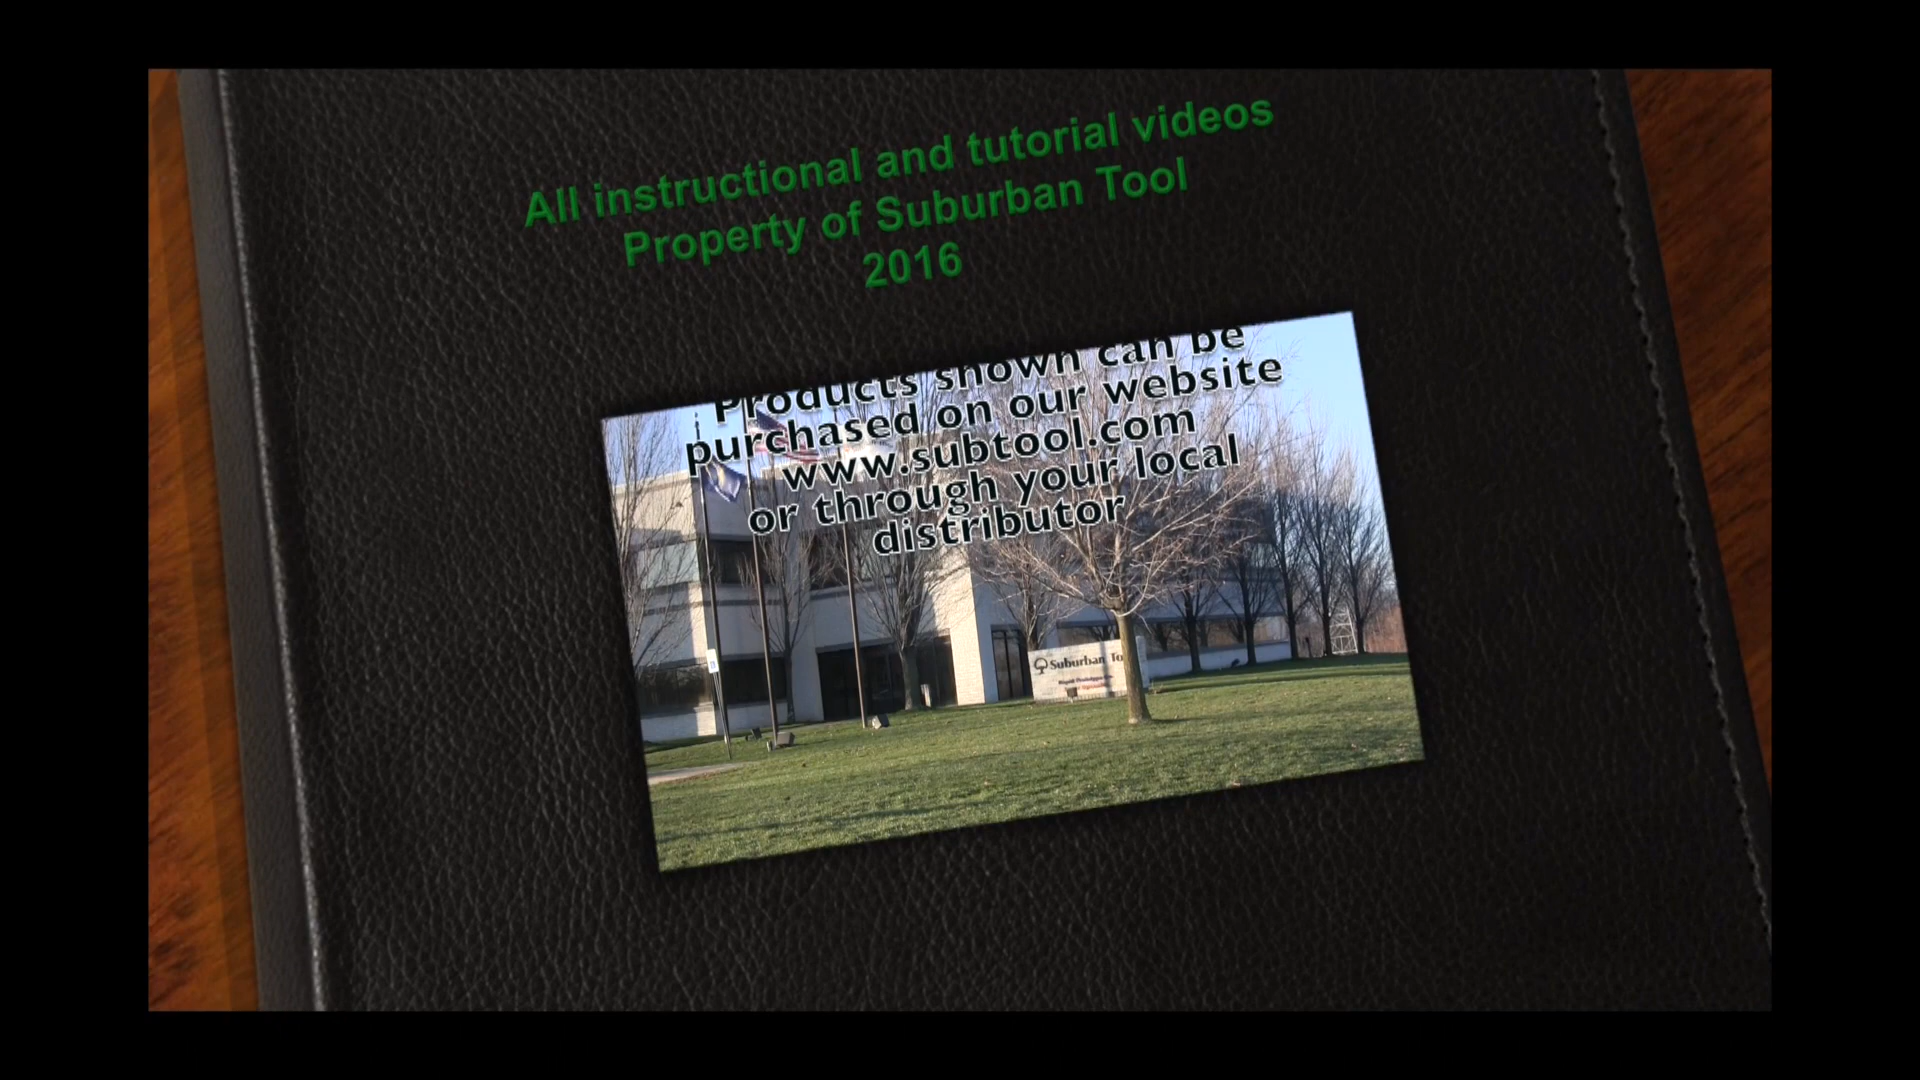 All instructional and tutorial videos
Property of Suburban Tool
2016
Products shown can be
purchased on our website
www.subtool.com
or through your local
distributor
Suburban To